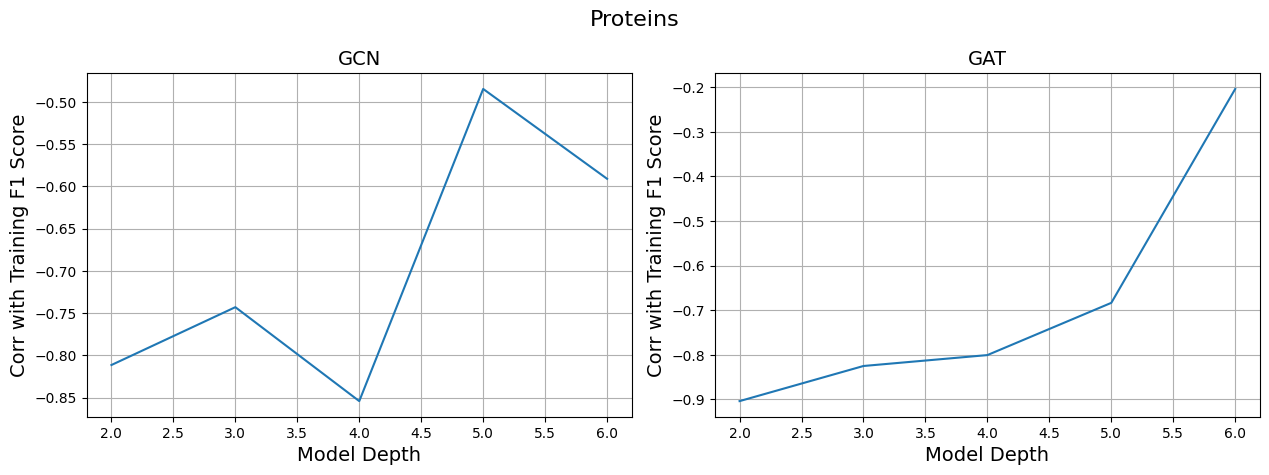 Proteins
GCN
Corr with Training F1 Score
−0.50
−0.55
−0.60
−0.65
−0.70
−0.75
−0.80
−0.85
2.0 2.5 3.0 3.5 4.0 4.5 5.0 5.5 6.0
Model Depth
GAT
Corr with Training F1 Score
−0.2
−0.3
−0.4
−0.5
−0.6
−0.7
−0.8
−0.9
2.0 2.5 3.0 3.5 4.0 4.5 5.0 5.5 6.0
Model Depth